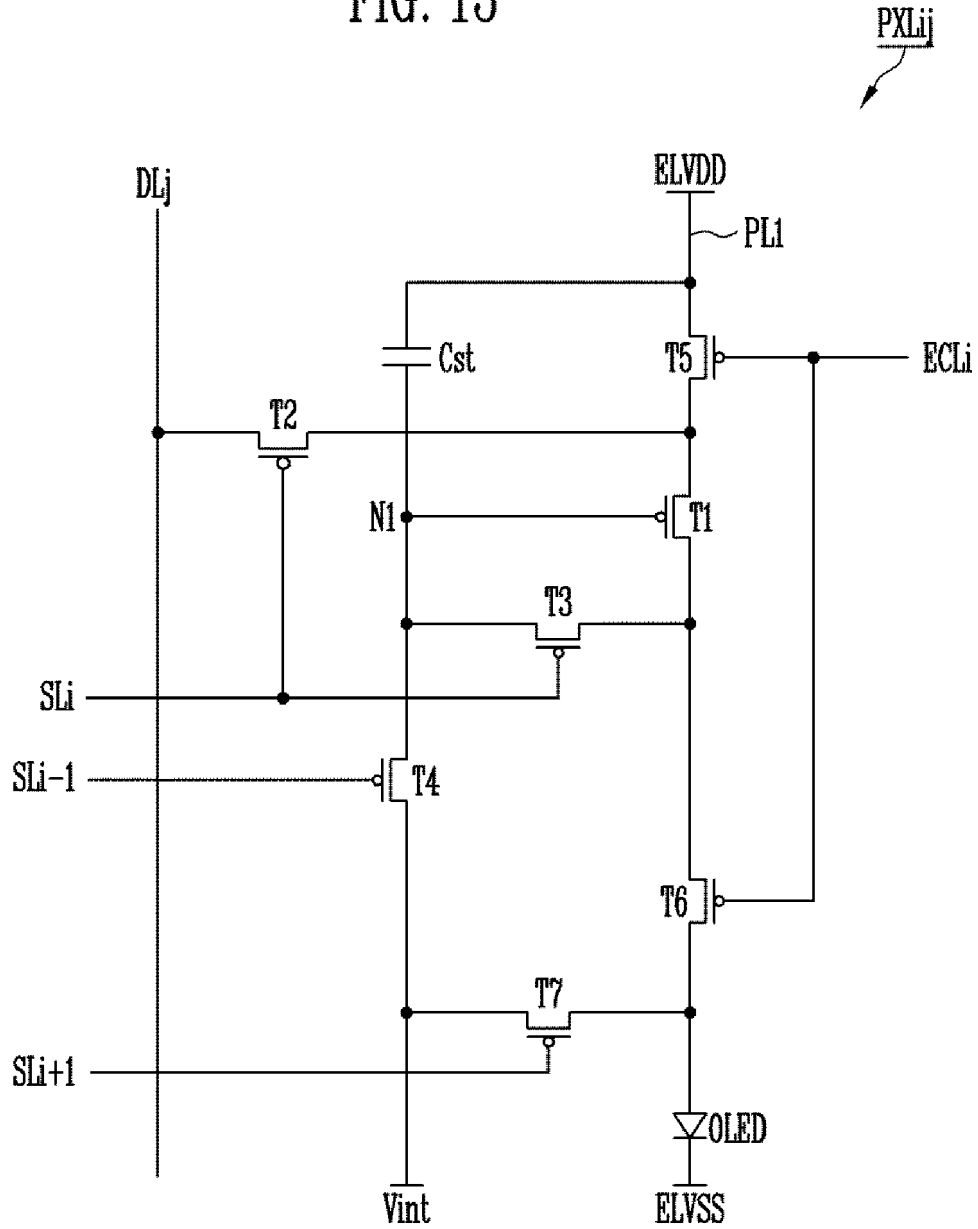 FIG. 13
PXLij
DLj
ELVDD
PL1
Cst
T5
ECLi
T2
N1
T1
T3
SLi
SLi-1
T4
T6
T7
SLi+1
OLED
Vint
ELVSS